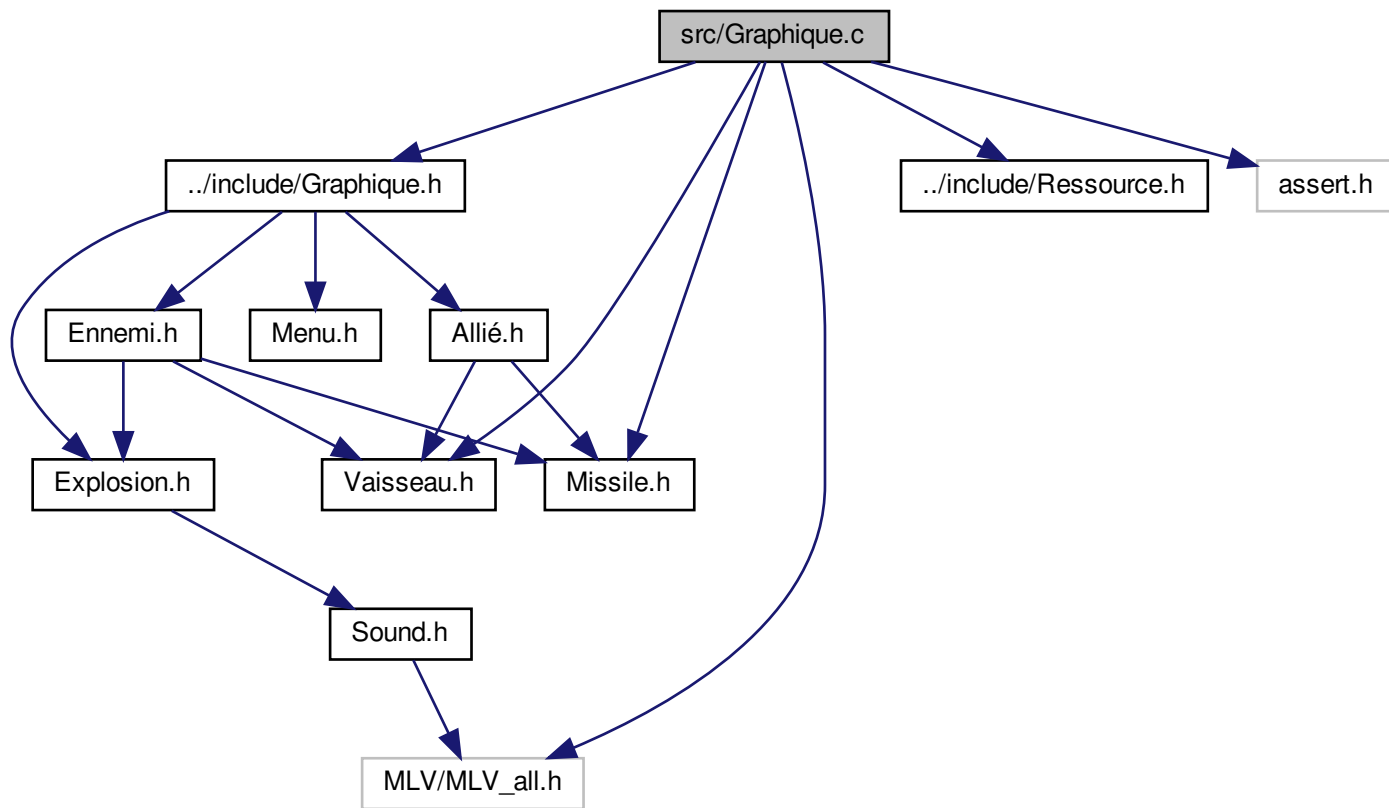 src/Graphique.c
../include/Graphique.h
../include/Ressource.h
assert.h
Ennemi.h
Menu.h
Allié.h
Explosion.h
Vaisseau.h
Missile.h
Sound.h
MLV/MLV_all.h